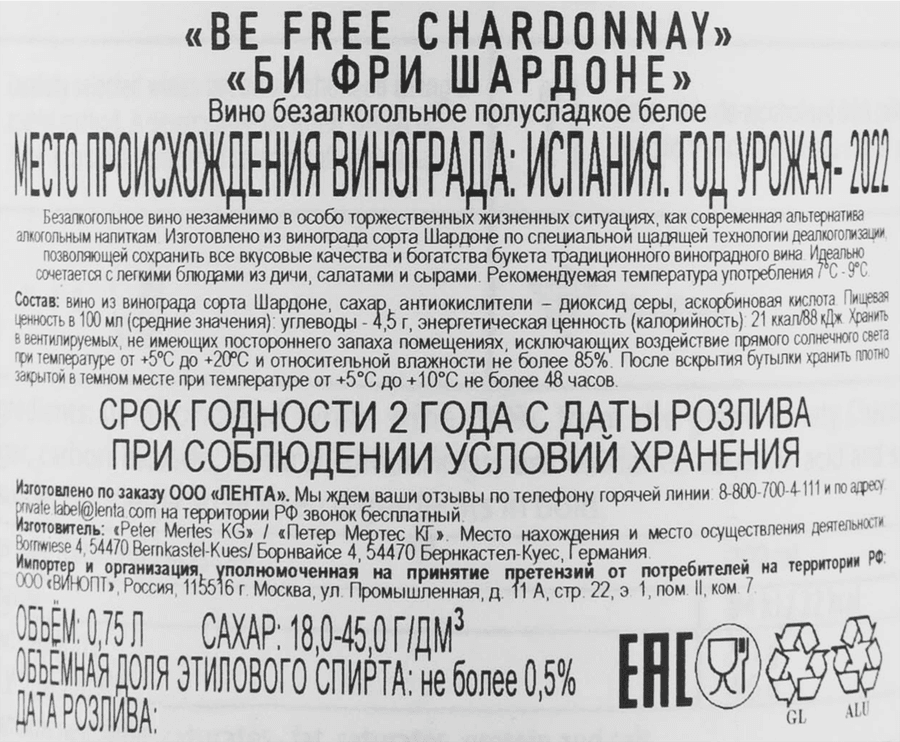 «BE FREE CHARDONNAY»
«БИ ФРИ ШАРДОНЕ»
Вино безалкогольное полусладкое белое
МЕСТО ПРОИСХОЖДЕНИЯ ВИНОГРАДА: ИСПАНИЯ. ГОД УРОЖАЯ- 2022
Безалкогольное вино незаменимо в особо торжественных жизненных ситуациях, как современная альтернатива
алкогольным напиткам. Изготовлено из винограда сорта Шардоне по специальной щадящей технологии деалкоголизации,
позволяющей сохранить все вкусовые качества и богатства букета традиционного виноградного вина. Идеально
сочетается с легкими блюдами из дичи, салатами и сырами. Рекомендуемая температура употребления 7°C - 9°C.
Состав: вино из винограда сорта Шардоне, сахар, антиокислители – диоксид серы, аскорбиновая кислота. Пищевая
ценность в 100 мл (средние значения): углеводы - 4,5 г, энергетическая ценность (калорийность): 21 ккал/88 кДж. Хранить
в вентилируемых, не имеющих постороннего запаха помещениях, исключающих воздействие прямого солнечного света
при температуре от +5°C до +20°C и относительной влажности не более 85%. После вскрытия бутылки хранить плотно
закрытой в темном месте при температуре от +5°C до +10°C не более 48 часов.
СРОК ГОДНОСТИ 2 ГОДА С ДАТЫ РОЗЛИВА
ПРИ СОБЛЮДЕНИИ УСЛОВИЙ ХРАНЕНИЯ
Изготовлено по заказу ООО «ЛЕНТА». Мы ждем ваши отзывы по телефону горячей линии: 8-800-700-4-111 и по адресу:
private.label@lenta.com на территории РФ звонок бесплатный.
Изготовитель: «Peter Mertes KG» / «Петер Мертес КГ». Место нахождения и место осуществления деятельности:
Bornwiese 4, 54470 Bernkastel-Kues/ Борнвайсе 4, 54470 Бернкастел-Куес, Германия.
Импортер и организация, уполномоченная на принятие претензий от потребителей на территории РФ:
ООО «ВИНОПТ», Россия, 115516 г. Москва, ул. Промышленная, д. 11 А, стр. 22, э. 1, пом. II, ком. 7.
ОБЪЁМ: 0,75 Л САХАР: 18,0-45,0 Г/ДМ³
ОБЪЁМНАЯ ДОЛЯ ЭТИЛОВОГО СПИРТА: не более 0,5%
ДАТА РОЗЛИВА:
EAC
GL ALU